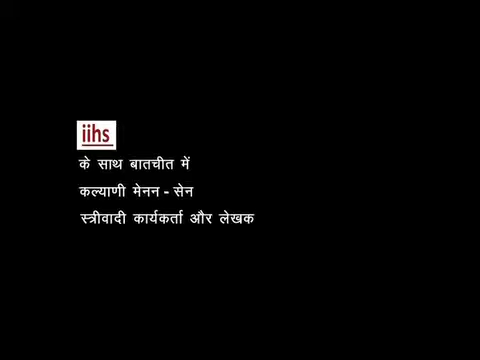 iihs
के साथ बातचीत में
कल्याणी मेनन - सेन
स्त्रीवादी कार्यकर्ता और लेखक